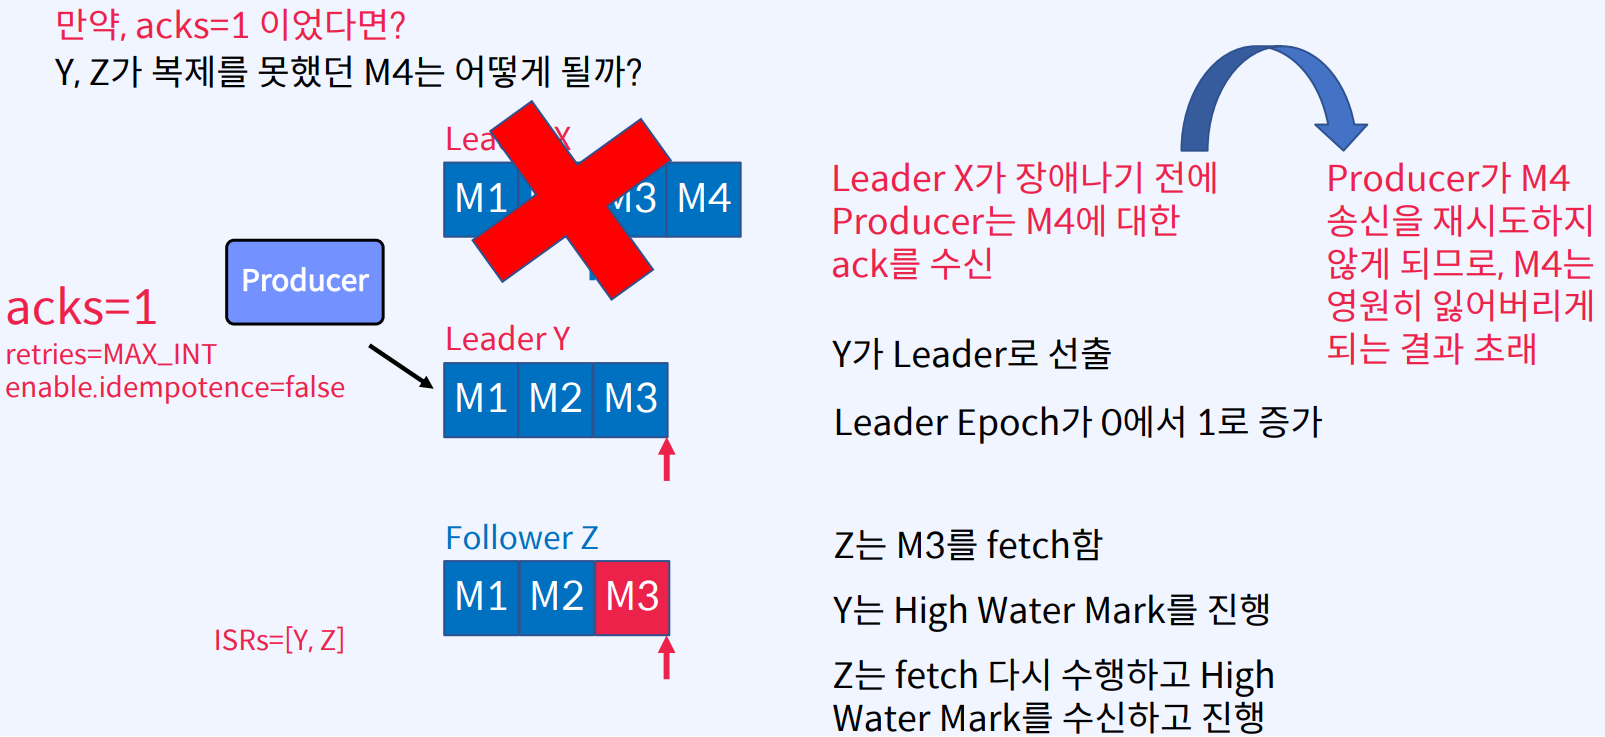 만약, acks=1 이었다면?
Y, Z가 복제를 못했던 M4는 어떻게 될까?
M1
M3
M4
Producer
acks=1
retries=MAX_INT
enable.idempotence=false
Leader Y
M1
M2
M3
Follower Z
M1
M2
M3
ISRs=[Y, Z]
Leader X가 장애나기 전에
Producer는 M4에 대한
ack를 수신
Producer가 M4
송신을 재시도하지
않게 되므로, M4는
영원히 잃어버리게
되는 결과 초래
Y가 Leader로 선출
Leader Epoch가 0에서 1로 증가
Z는 M3를 fetch함
Y는 High Water Mark를 진행
Z는 fetch 다시 수행하고 High
Water Mark를 수신하고 진행